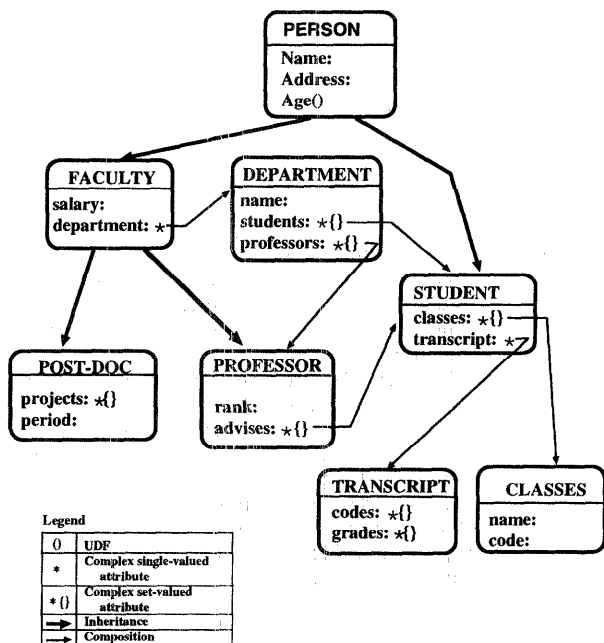 PERSON
Name:
Address:
Age()
FACULTY
salary:
department: *
DEPARTMENT
name:
students: *{}
professors: *{}
STUDENT
classes: *{}
transcript: *
POST-DOC
projects: *{}
period:
PROFESSOR
rank:
advises: *{}
TRANSCRIPT
codes: *{}
grades: *{}
CLASSES
name:
code:
Legend
() UDF
* Complex single-valued
attribute
*{} Complex set-valued
attribute
Inheritance
Composition